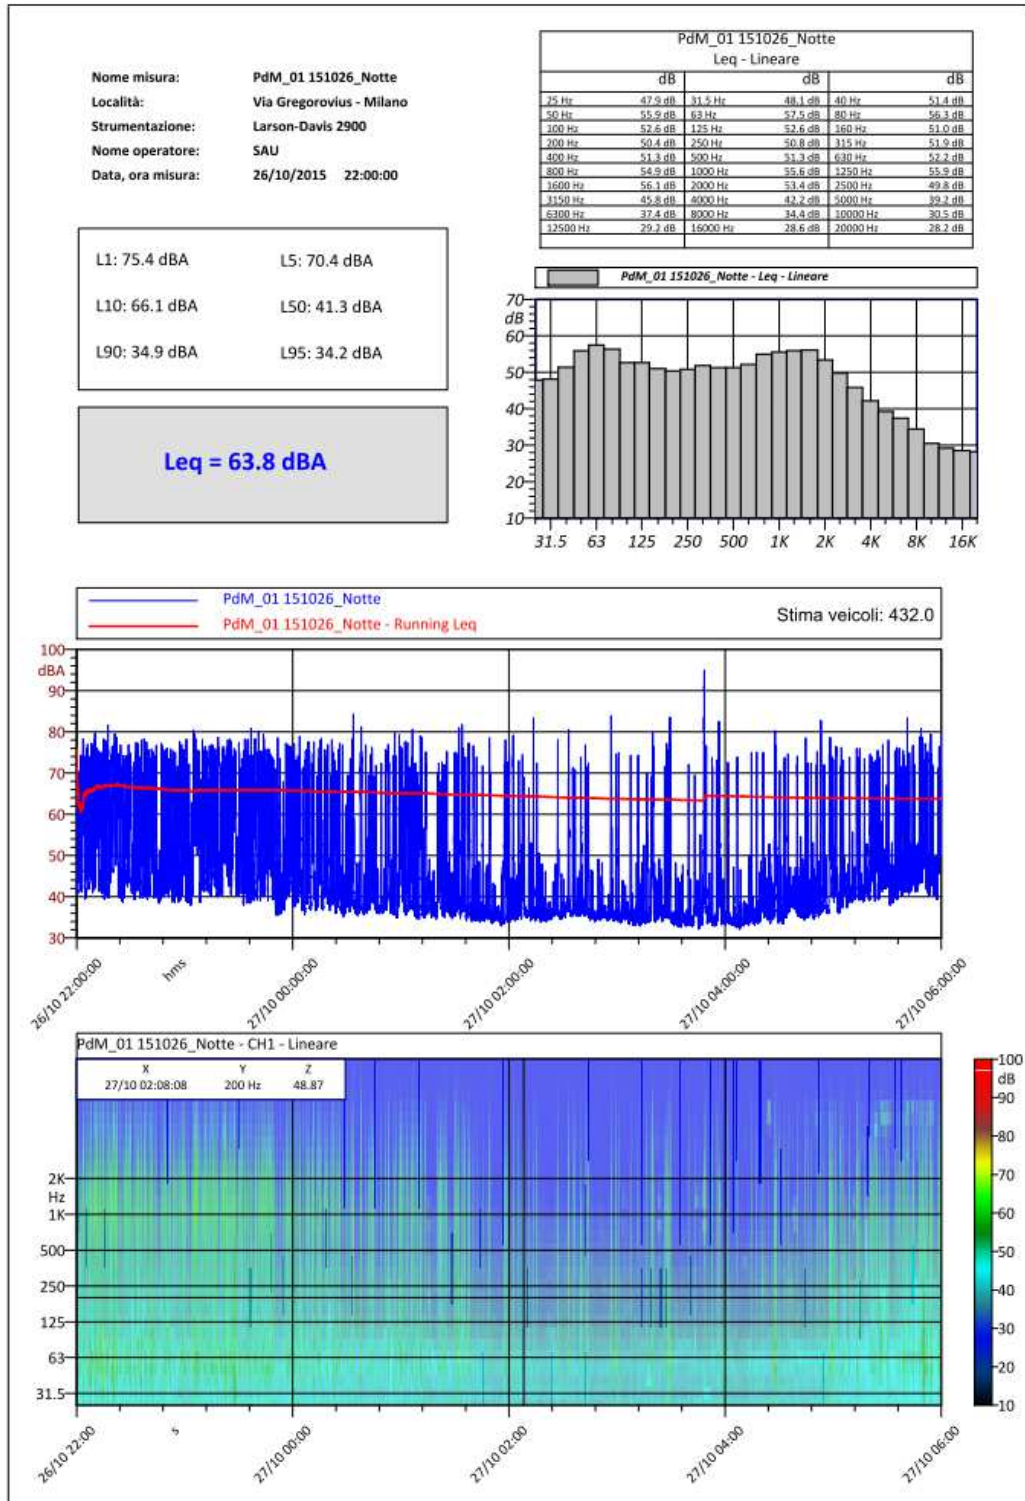 Nome misura: PdM_01 151026_Notte
Località: Via Gregorovius - Milano
Strumentazione: Larson-Davis 2900
Nome operatore: SAU
Data, ora misura: 26/10/2015 22:00:00
PdM_01 151026_Notte
Leq - Lineare
dB dB dB
25 Hz 47.9 dB 31.5 Hz 48.1 dB 40 Hz 51.4 dB
50 Hz 55.9 dB 63 Hz 57.5 dB 80 Hz 56.3 dB
100 Hz 52.6 dB 125 Hz 52.6 dB 160 Hz 51.0 dB
200 Hz 50.4 dB 250 Hz 50.8 dB 315 Hz 51.9 dB
400 Hz 51.3 dB 500 Hz 51.3 dB 630 Hz 52.2 dB
800 Hz 54.9 dB 1000 Hz 55.6 dB 1250 Hz 55.9 dB
1600 Hz 56.1 dB 2000 Hz 53.4 dB 2500 Hz 49.8 dB
3150 Hz 45.8 dB 4000 Hz 42.2 dB 5000 Hz 39.2 dB
6300 Hz 37.4 dB 8000 Hz 34.4 dB 10000 Hz 30.5 dB
12500 Hz 29.2 dB 16000 Hz 28.6 dB 20000 Hz 28.2 dB
L1: 75.4 dBA L5: 70.4 dBA
L10: 66.1 dBA L50: 41.3 dBA
L90: 34.9 dBA L95: 34.2 dBA
Leq = 63.8 dBA
PdM_01 151026_Notte - Leq - Lineare
70
dB
60
50
40
30
20
10
31.5 63 125 250 500 1K 2K 4K 8K 16K
PdM_01 151026_Notte
PdM_01 151026_Notte - Running Leq
Stima veicoli: 432.0
100
dBA
90
80
70
60
50
40
30
26/10 22:00:00 hms 27/10 00:00:00 27/10 02:00:00 27/10 04:00:00 27/10 06:00:00
PdM_01 151026_Notte - CH1 - Lineare
X Y Z
27/10 02:08:08 200 Hz 48.87
2K
Hz
1K
500
250
125
63
31.5
26/10 22:00 s 27/10 00:00 27/10 02:00 27/10 04:00 27/10 06:00
100
dB
90
80
70
60
50
40
30
20
10